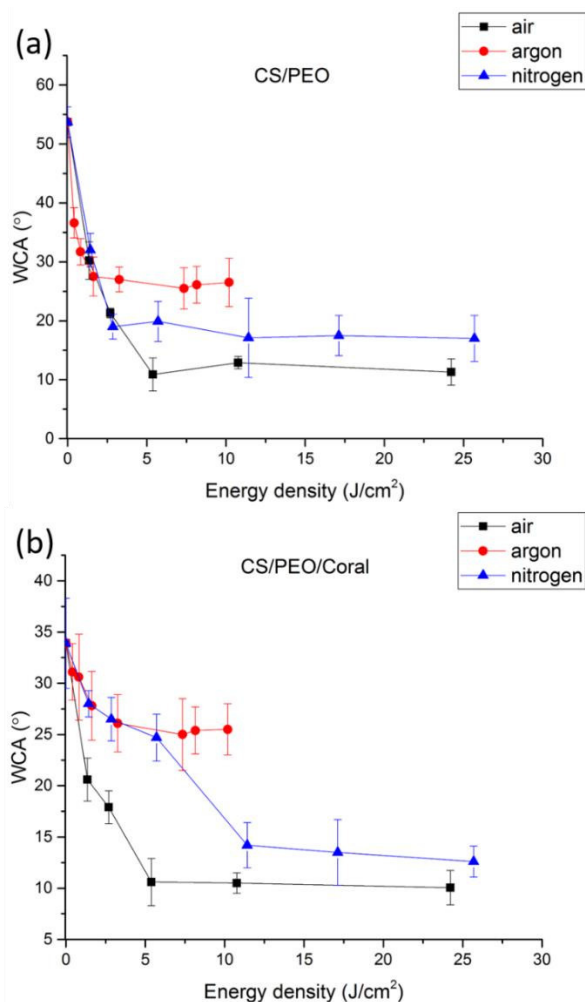 (a)
air
argon
nitrogen
CS/PEO
60
50
40
30
20
10
0
WCA (°)
0 5 10 15 20 25 30
Energy density (J/cm²)
(b)
air
argon
nitrogen
CS/PEO/Coral
45
40
35
30
25
20
15
10
5
WCA (°)
0 5 10 15 20 25 30
Energy density (J/cm²)